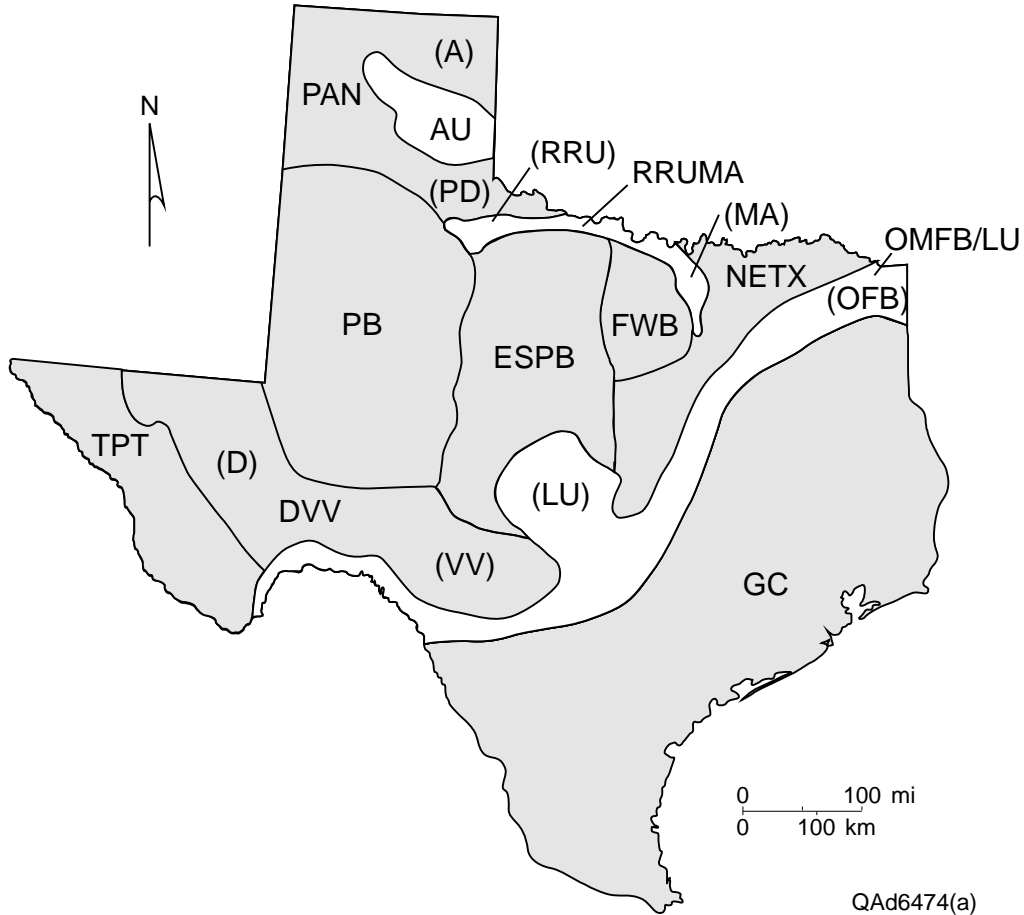 (A)
PAN
N
AU
(RRU)
RRUMA
(PD)
(MA)
OMFB/LU
NETX
(OFB)
PB
FWB
ESPB
TPT
(D)
(LU)
DVV
(VV)
GC
0 100 mi
0 100 km
QAd6474(a)